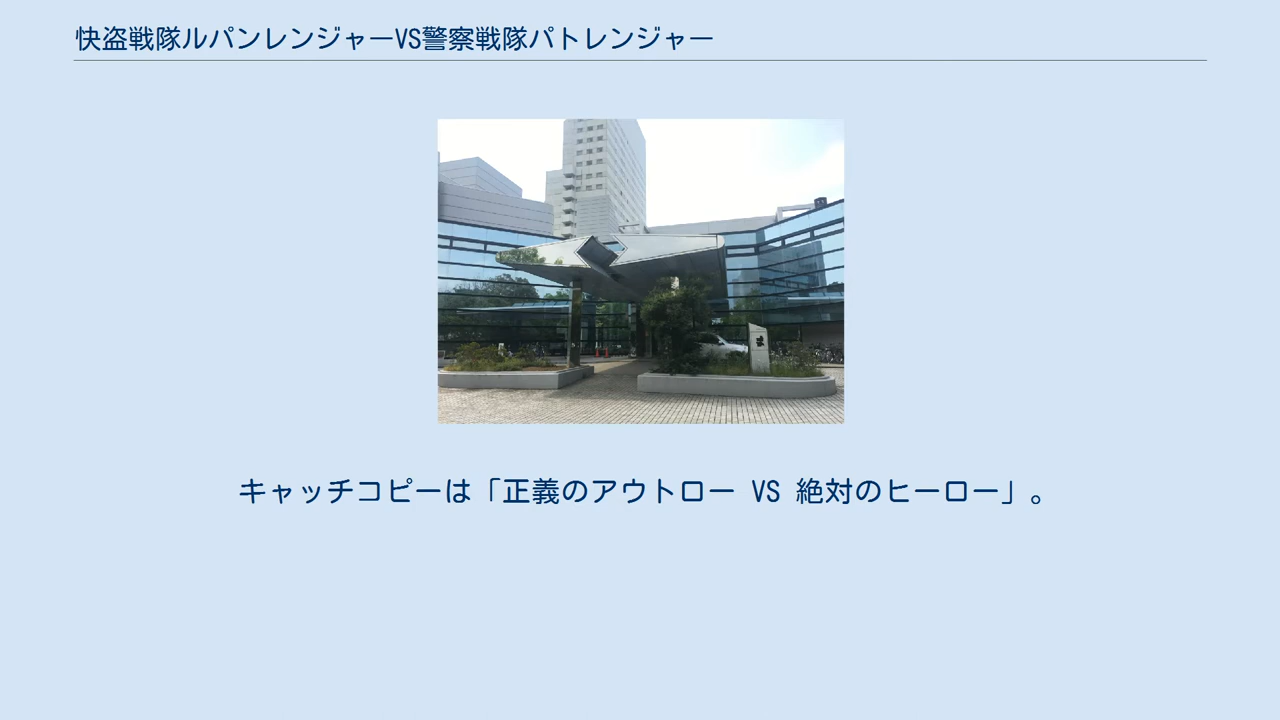 快盗戦隊ルパンレンジャーVS警察戦隊パトレンジャー
キャッチコピーは「正義のアウトロー VS 絶対のヒーロー」。